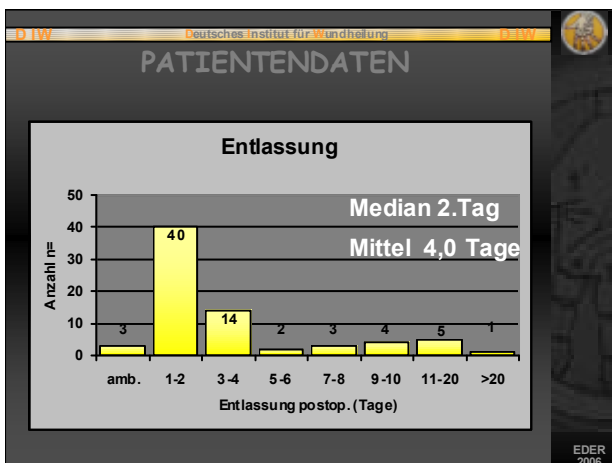 DIW Deutsches Institut für Wundheilung DIW
PATIENTENDATEN
Entlassung
Median 2.Tag
Mittel 4,0 Tage
Anzahl n=
50
40
30
20
10
0
3
40
14
2
3
4
5
1
amb. 1-2 3-4 5-6 7-8 9-10 11-20 >20
Entlassung postop. (Tage)
EDER
2006